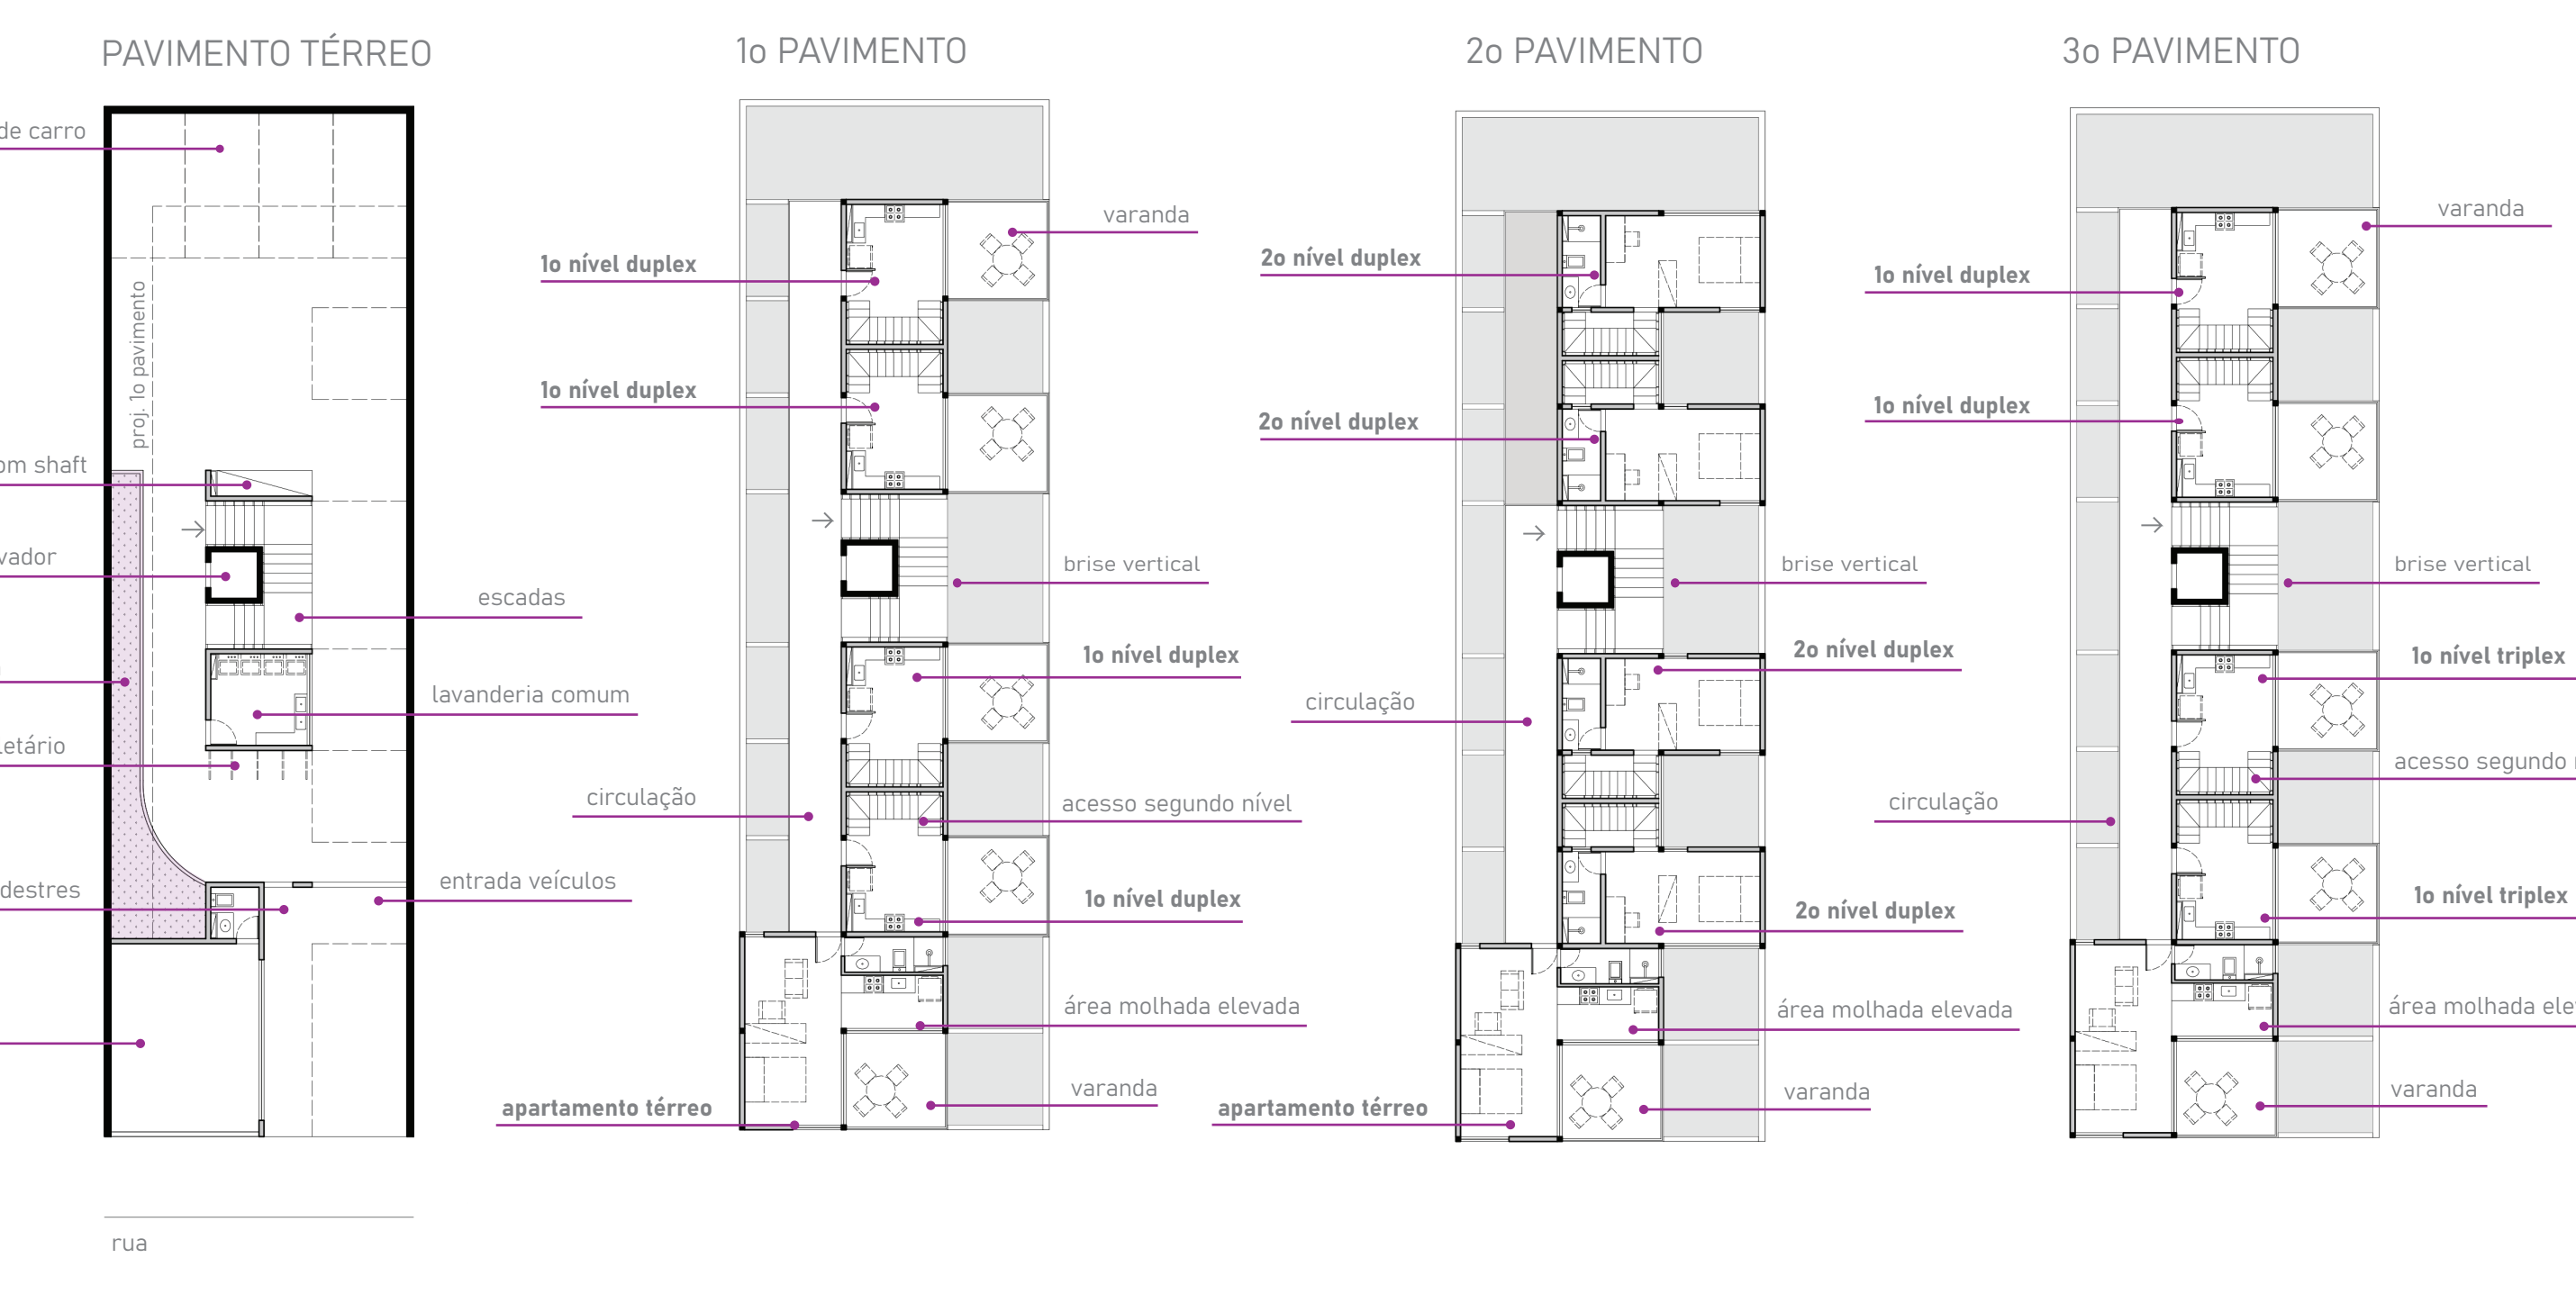 PAVIMENTO TÉRREO
de carro
proj. 1o pavimento
om shaft
vador
escadas
lavanderia comum
letário
destres
entrada veículos
rua
1o PAVIMENTO
varanda
1o nível duplex
1o nível duplex
brise vertical
1o nível duplex
circulação
acesso segundo nível
1o nível duplex
área molhada elevada
varanda
apartamento térreo
2o PAVIMENTO
2o nível duplex
2o nível duplex
brise vertical
2o nível duplex
circulação
2o nível duplex
área molhada elevada
varanda
apartamento térreo
3o PAVIMENTO
varanda
1o nível duplex
1o nível duplex
brise vertical
1o nível triplex
acesso segundo
circulação
1o nível triplex
área molhada ele
varanda